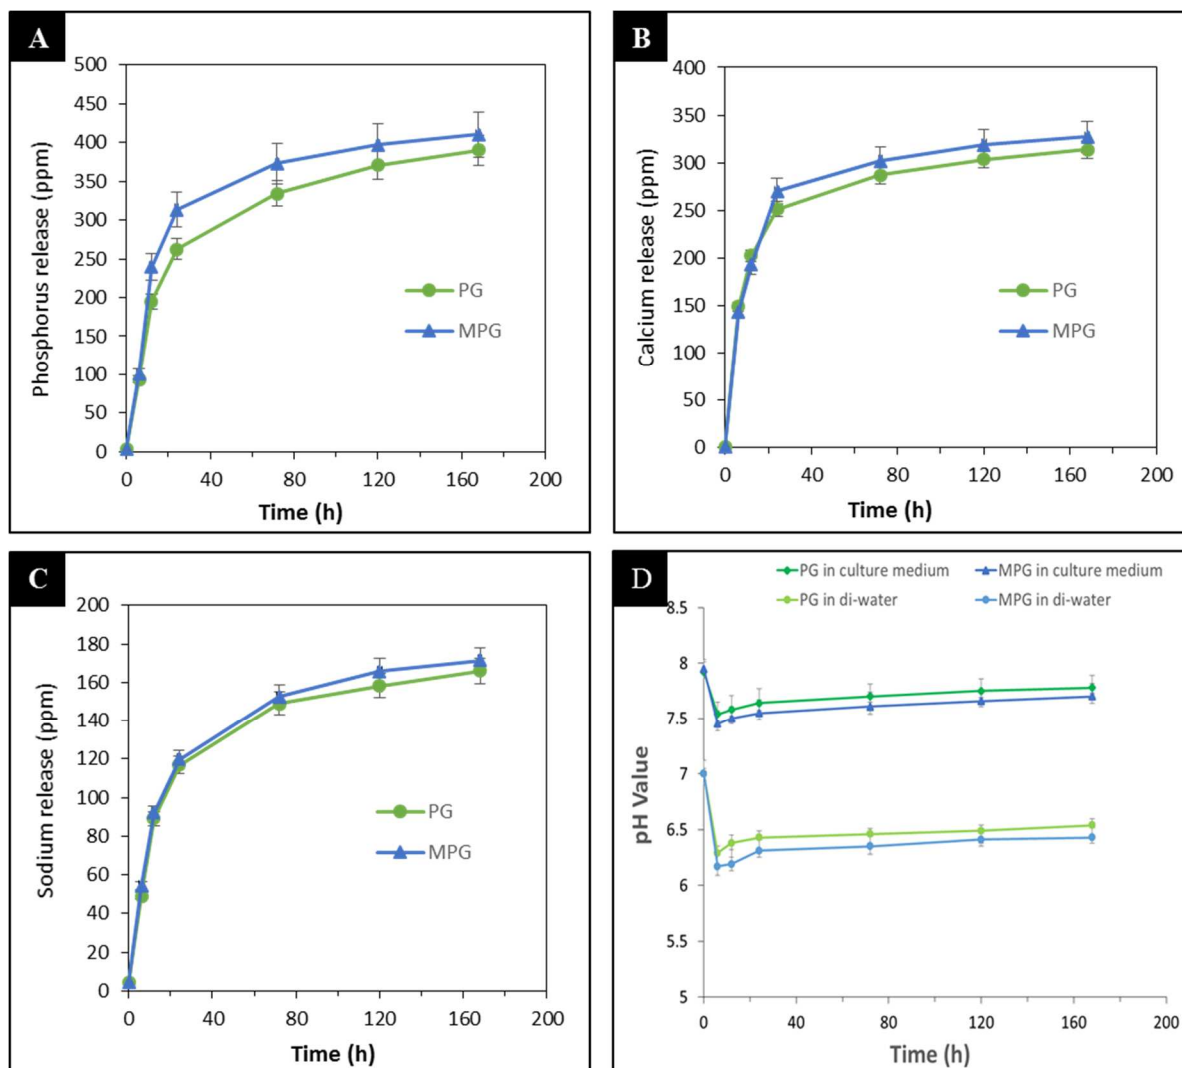 A
Phosphorus release (ppm)
500
450
400
350
300
250
200
150
100
50
0
PG
MPG
0 40 80 120 160 200
Time (h)
B
Calcium release (ppm)
400
350
300
250
200
150
100
50
0
PG
MPG
0 40 80 120 160 200
Time (h)
C
Sodium release (ppm)
200
180
160
140
120
100
80
60
40
20
0
PG
MPG
0 40 80 120 160 200
Time (h)
D
PG in culture medium MPG in culture medium
PG in di-water MPG in di-water
pH Value
8.5
8
7.5
7
6.5
6
5.5
5
0 40 80 120 160 200
Time (h)